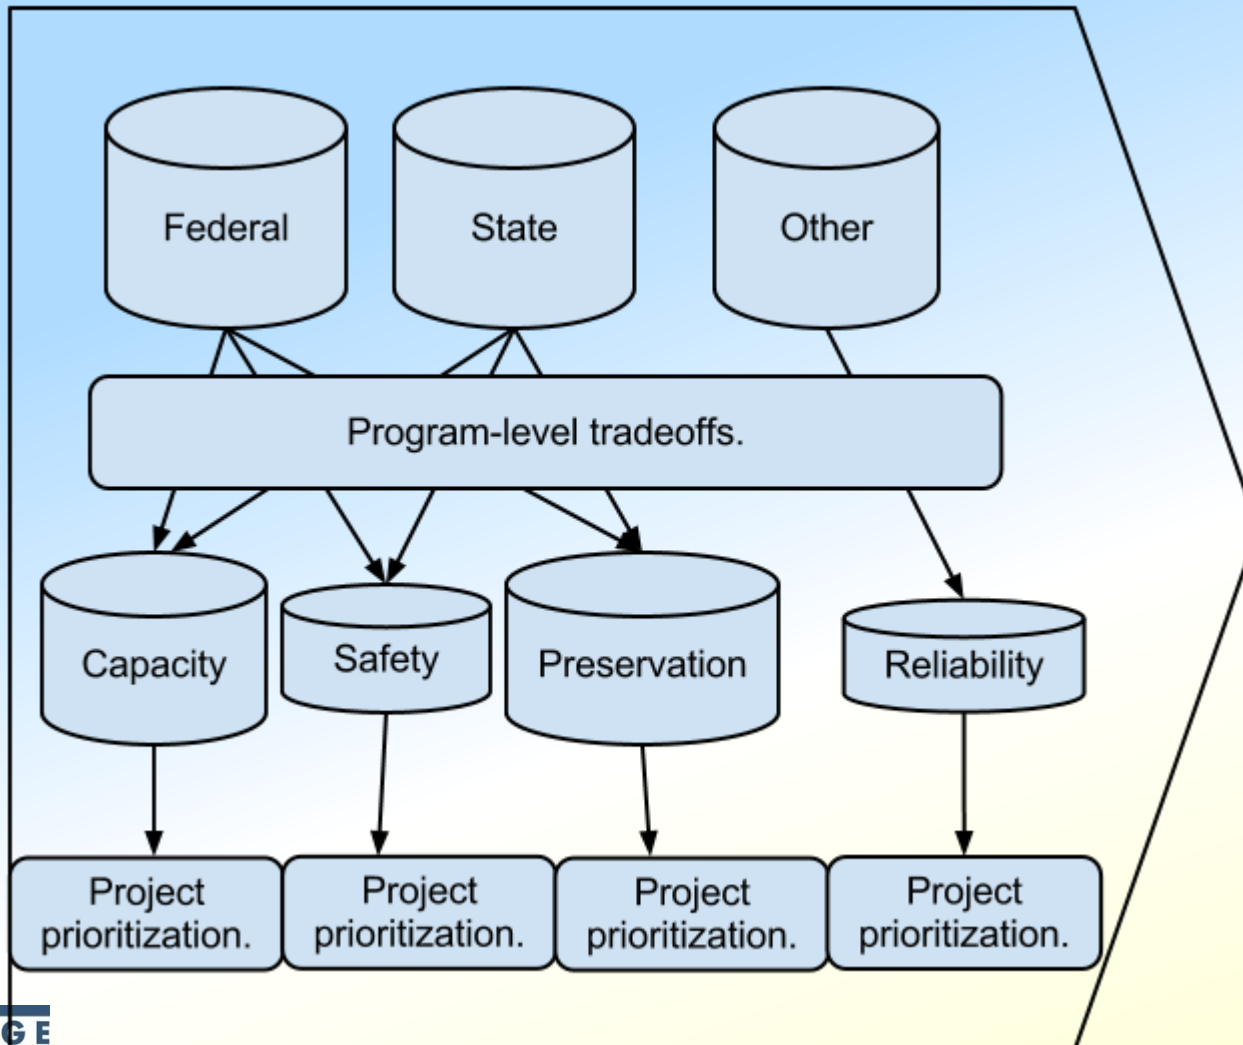 Federal
State
Other
Program-level tradeoffs.
Capacity
Safety
Preservation
Reliability
Project
prioritization.
Project
prioritization.
Project
prioritization.
Project
prioritization.
G E